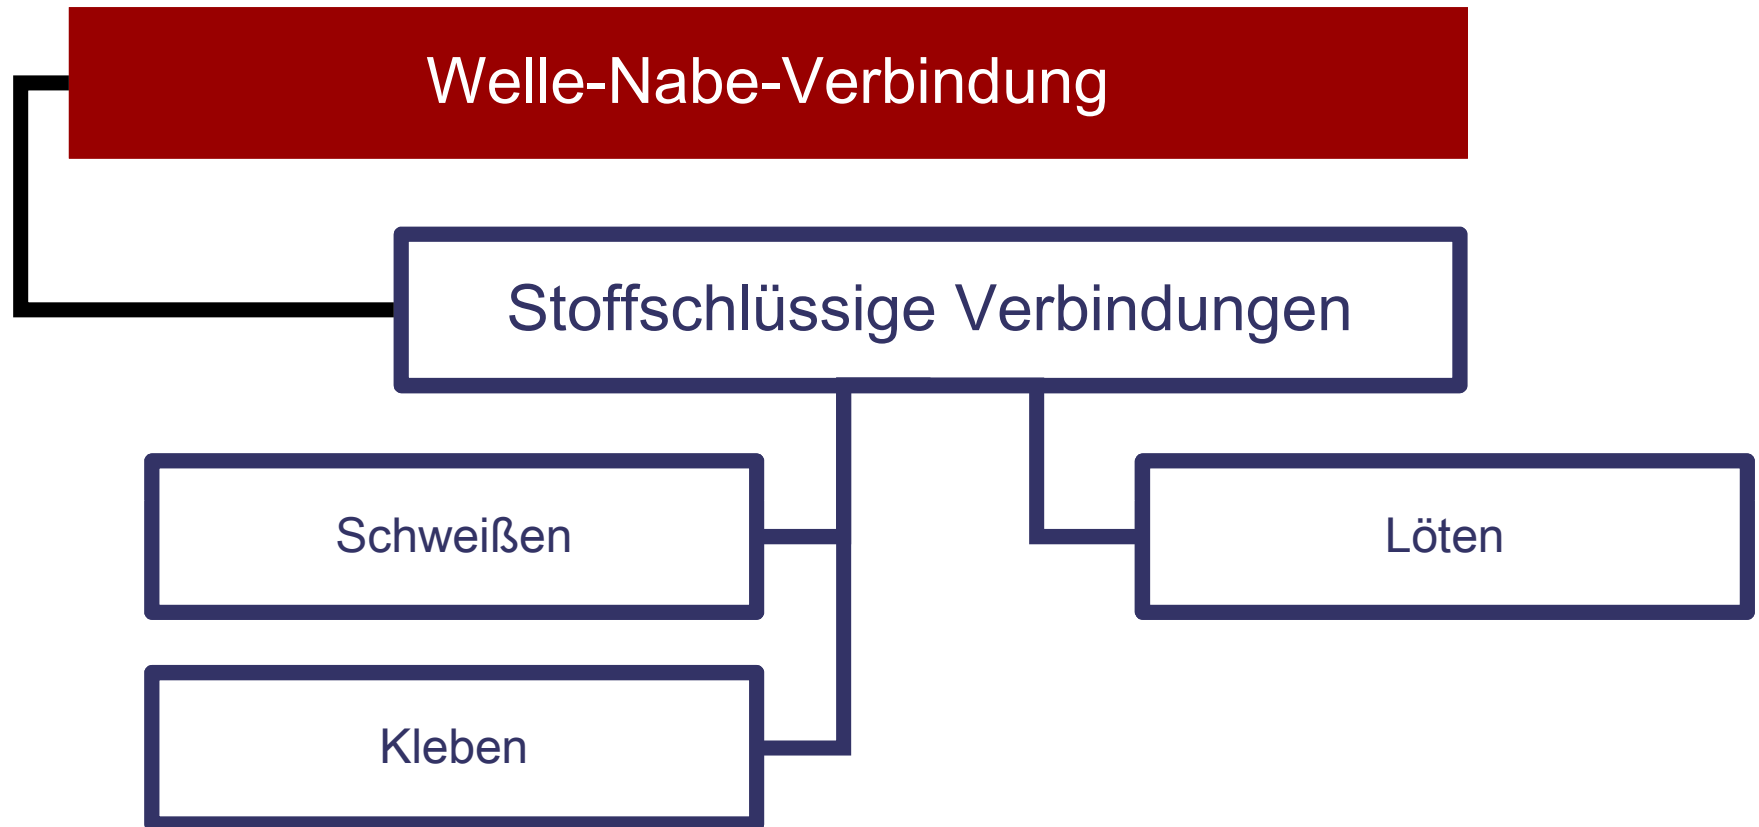 Welle-Nabe-Verbindung
Stoffschlüssige Verbindungen
Schweißen
Löten
Kleben